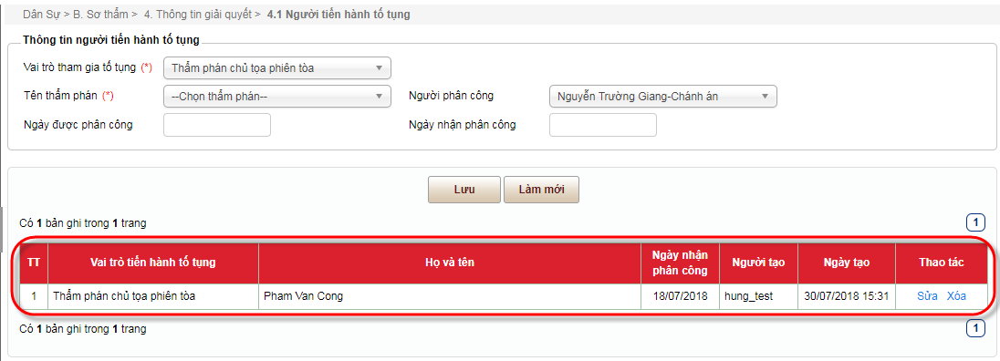 Dân Sự > B. Sơ thẩm > 4. Thông tin giải quyết > 4.1 Người tiến hành tố tụng
Thông tin người tiến hành tố tụng
Vai trò tham gia tố tụng (*) Thẩm phán chủ tọa phiên tòa
Tên thẩm phán (*) --Chọn thẩm phán-- Người phân công Nguyễn Trường Giang-Chánh án
Ngày được phân công Ngày nhận phân công
Lưu Làm mới
Có 1 bản ghi trong 1 trang 1
TT Vai trò tiến hành tố tụng Họ và tên Ngày nhận phân công Người tạo Ngày tạo Thao tác
1 Thẩm phán chủ tọa phiên tòa Pham Van Cong 18/07/2018 hung_test 30/07/2018 15:31 Sửa Xóa
Có 1 bản ghi trong 1 trang 1